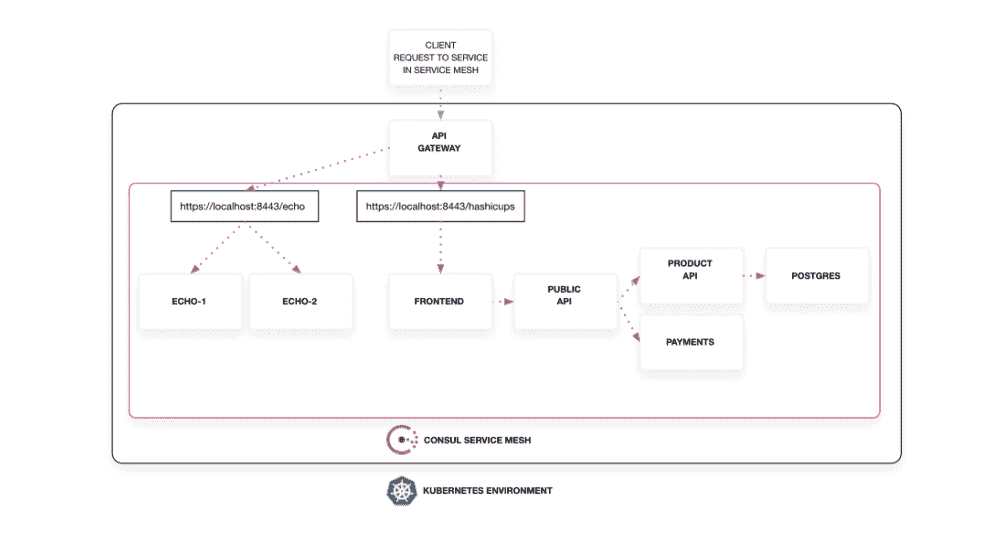 CLIENT
REQUEST TO SERVICE
IN SERVICE MESH
API
GATEWAY
https://localhost:8443/echo
https://localhost:8443/hashicups
ECHO-1
ECHO-2
FRONTEND
PUBLIC
API
PRODUCT
API
POSTGRES
PAYMENTS
CONSUL SERVICE MESH
KUBERNETES ENVIRONMENT